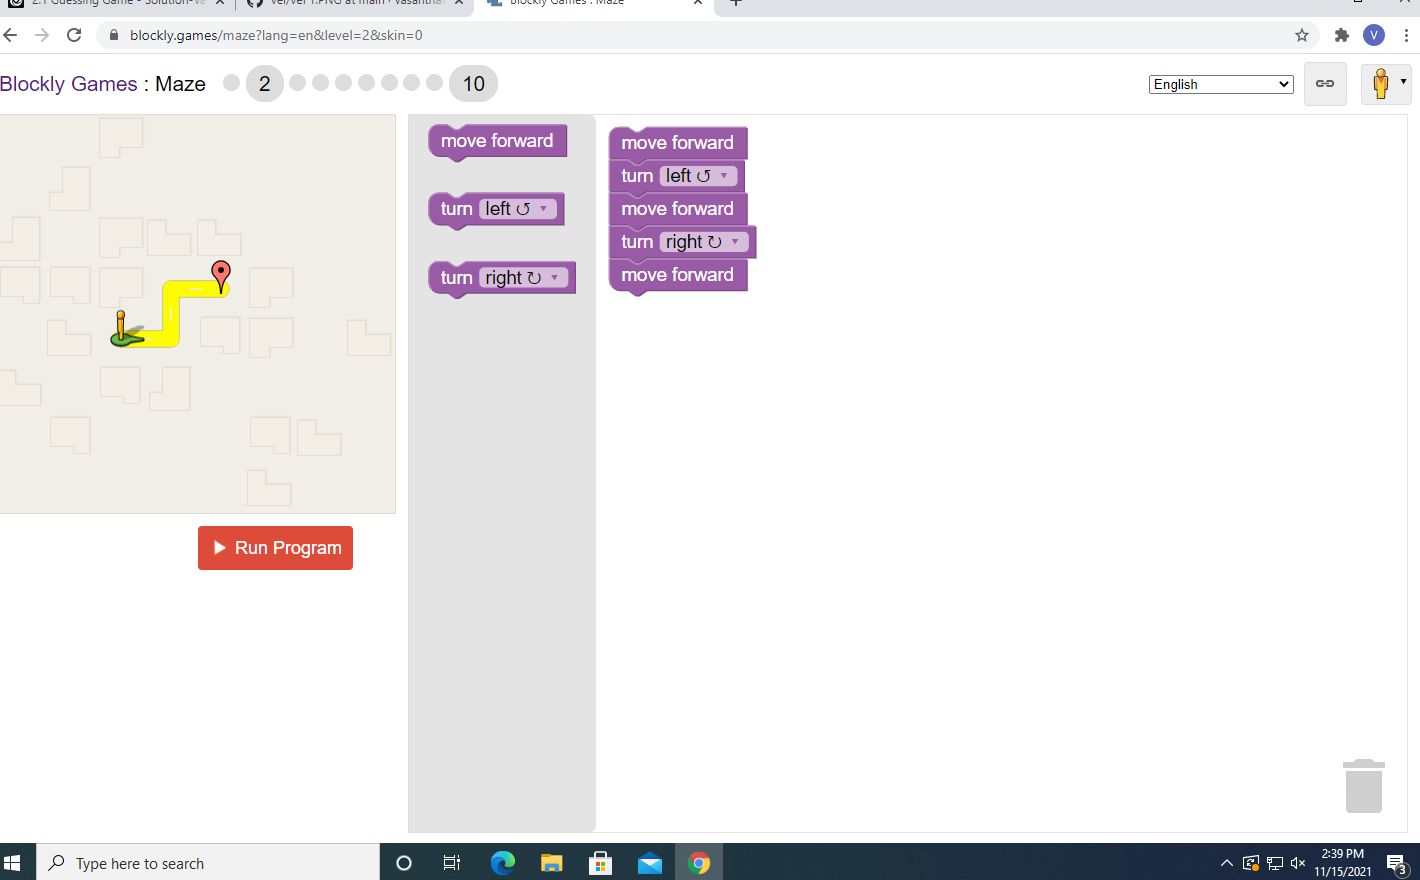 2.1 Guessing Game - Solution-Va
vel/vel 1.PNG at main · vasantha
Blockly Games : Maze
blockly.games/maze?lang=en&level=2&skin=0
V
Blockly Games : Maze 2 10
English
move forward
turn left ↺
turn right ↻
move forward
turn left ↺
move forward
turn right ↻
move forward
Run Program
Type here to search
2:39 PM
11/15/2021
3